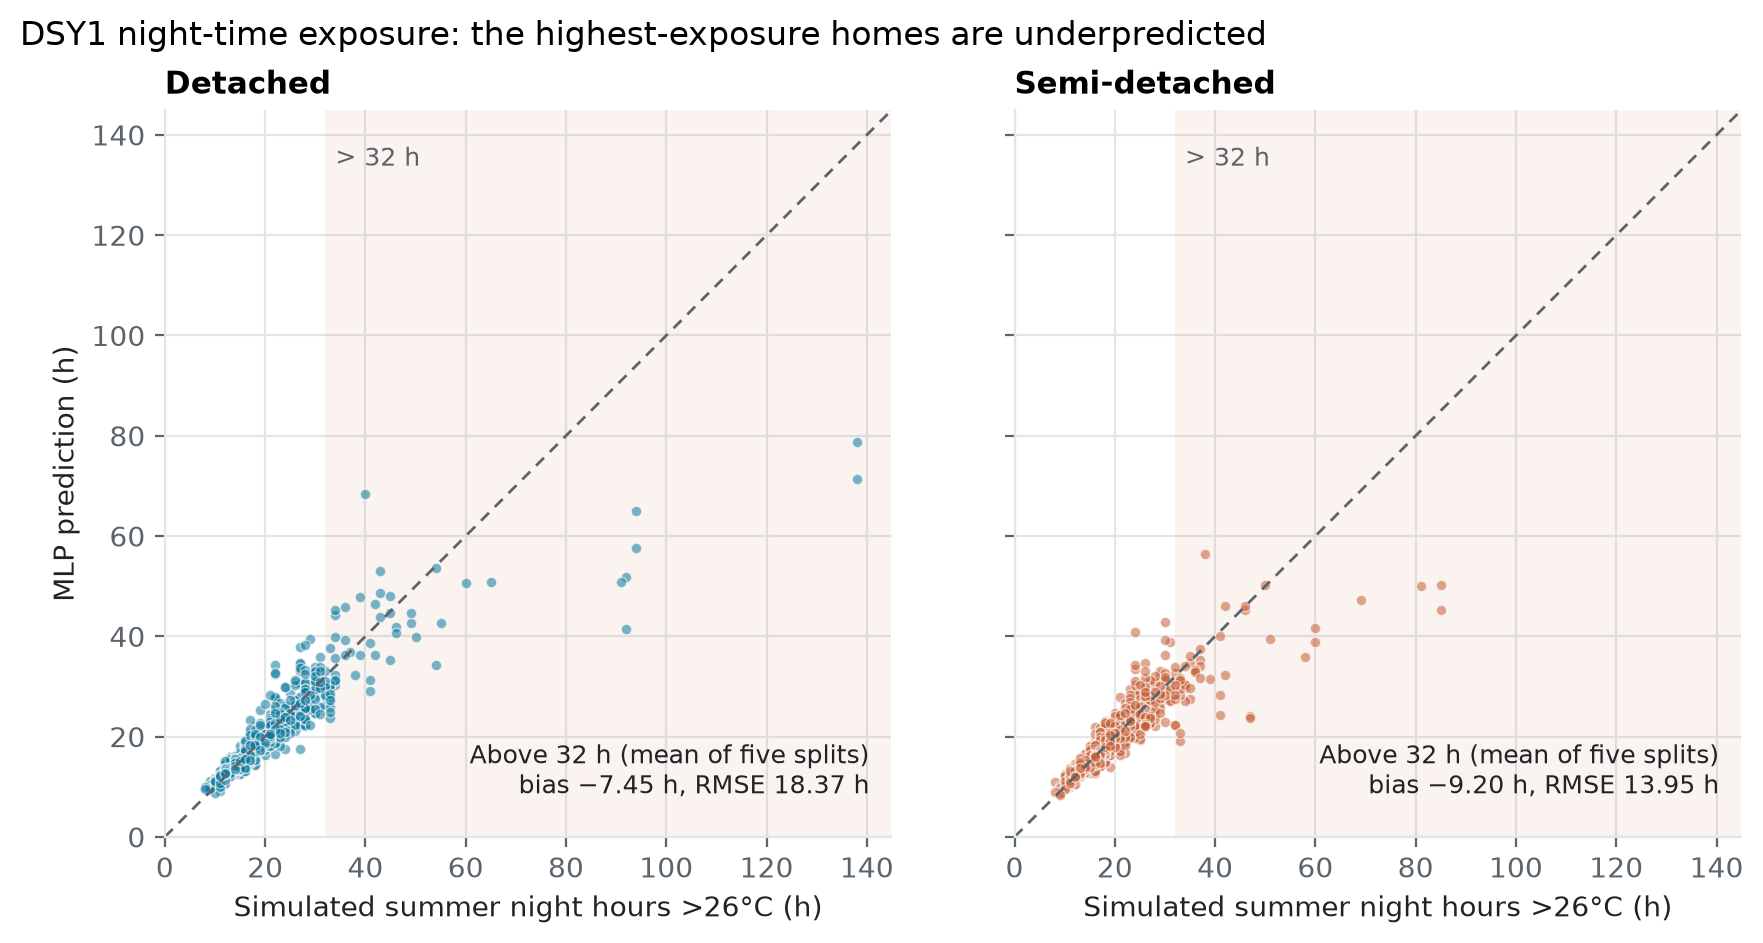 DSY1 night-time exposure: the highest-exposure homes are underpredicted
Detached
Semi-detached
MLP prediction (h)
140
120
100
80
60
40
20
0
> 32 h
Above 32 h (mean of five splits)
bias −7.45 h, RMSE 18.37 h
0 20 40 60 80 100 120 140
Simulated summer night hours >26°C (h)
> 32 h
Above 32 h (mean of five splits)
bias −9.20 h, RMSE 13.95 h
0 20 40 60 80 100 120 140
Simulated summer night hours >26°C (h)